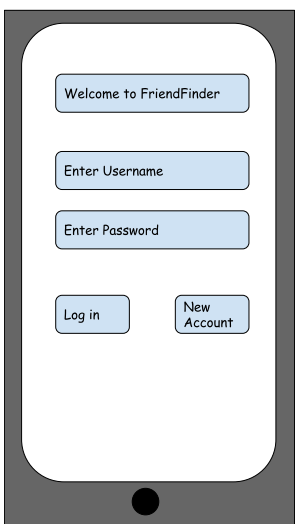 Welcome to FriendFinder
Enter Username
Enter Password
Log in
New
Account